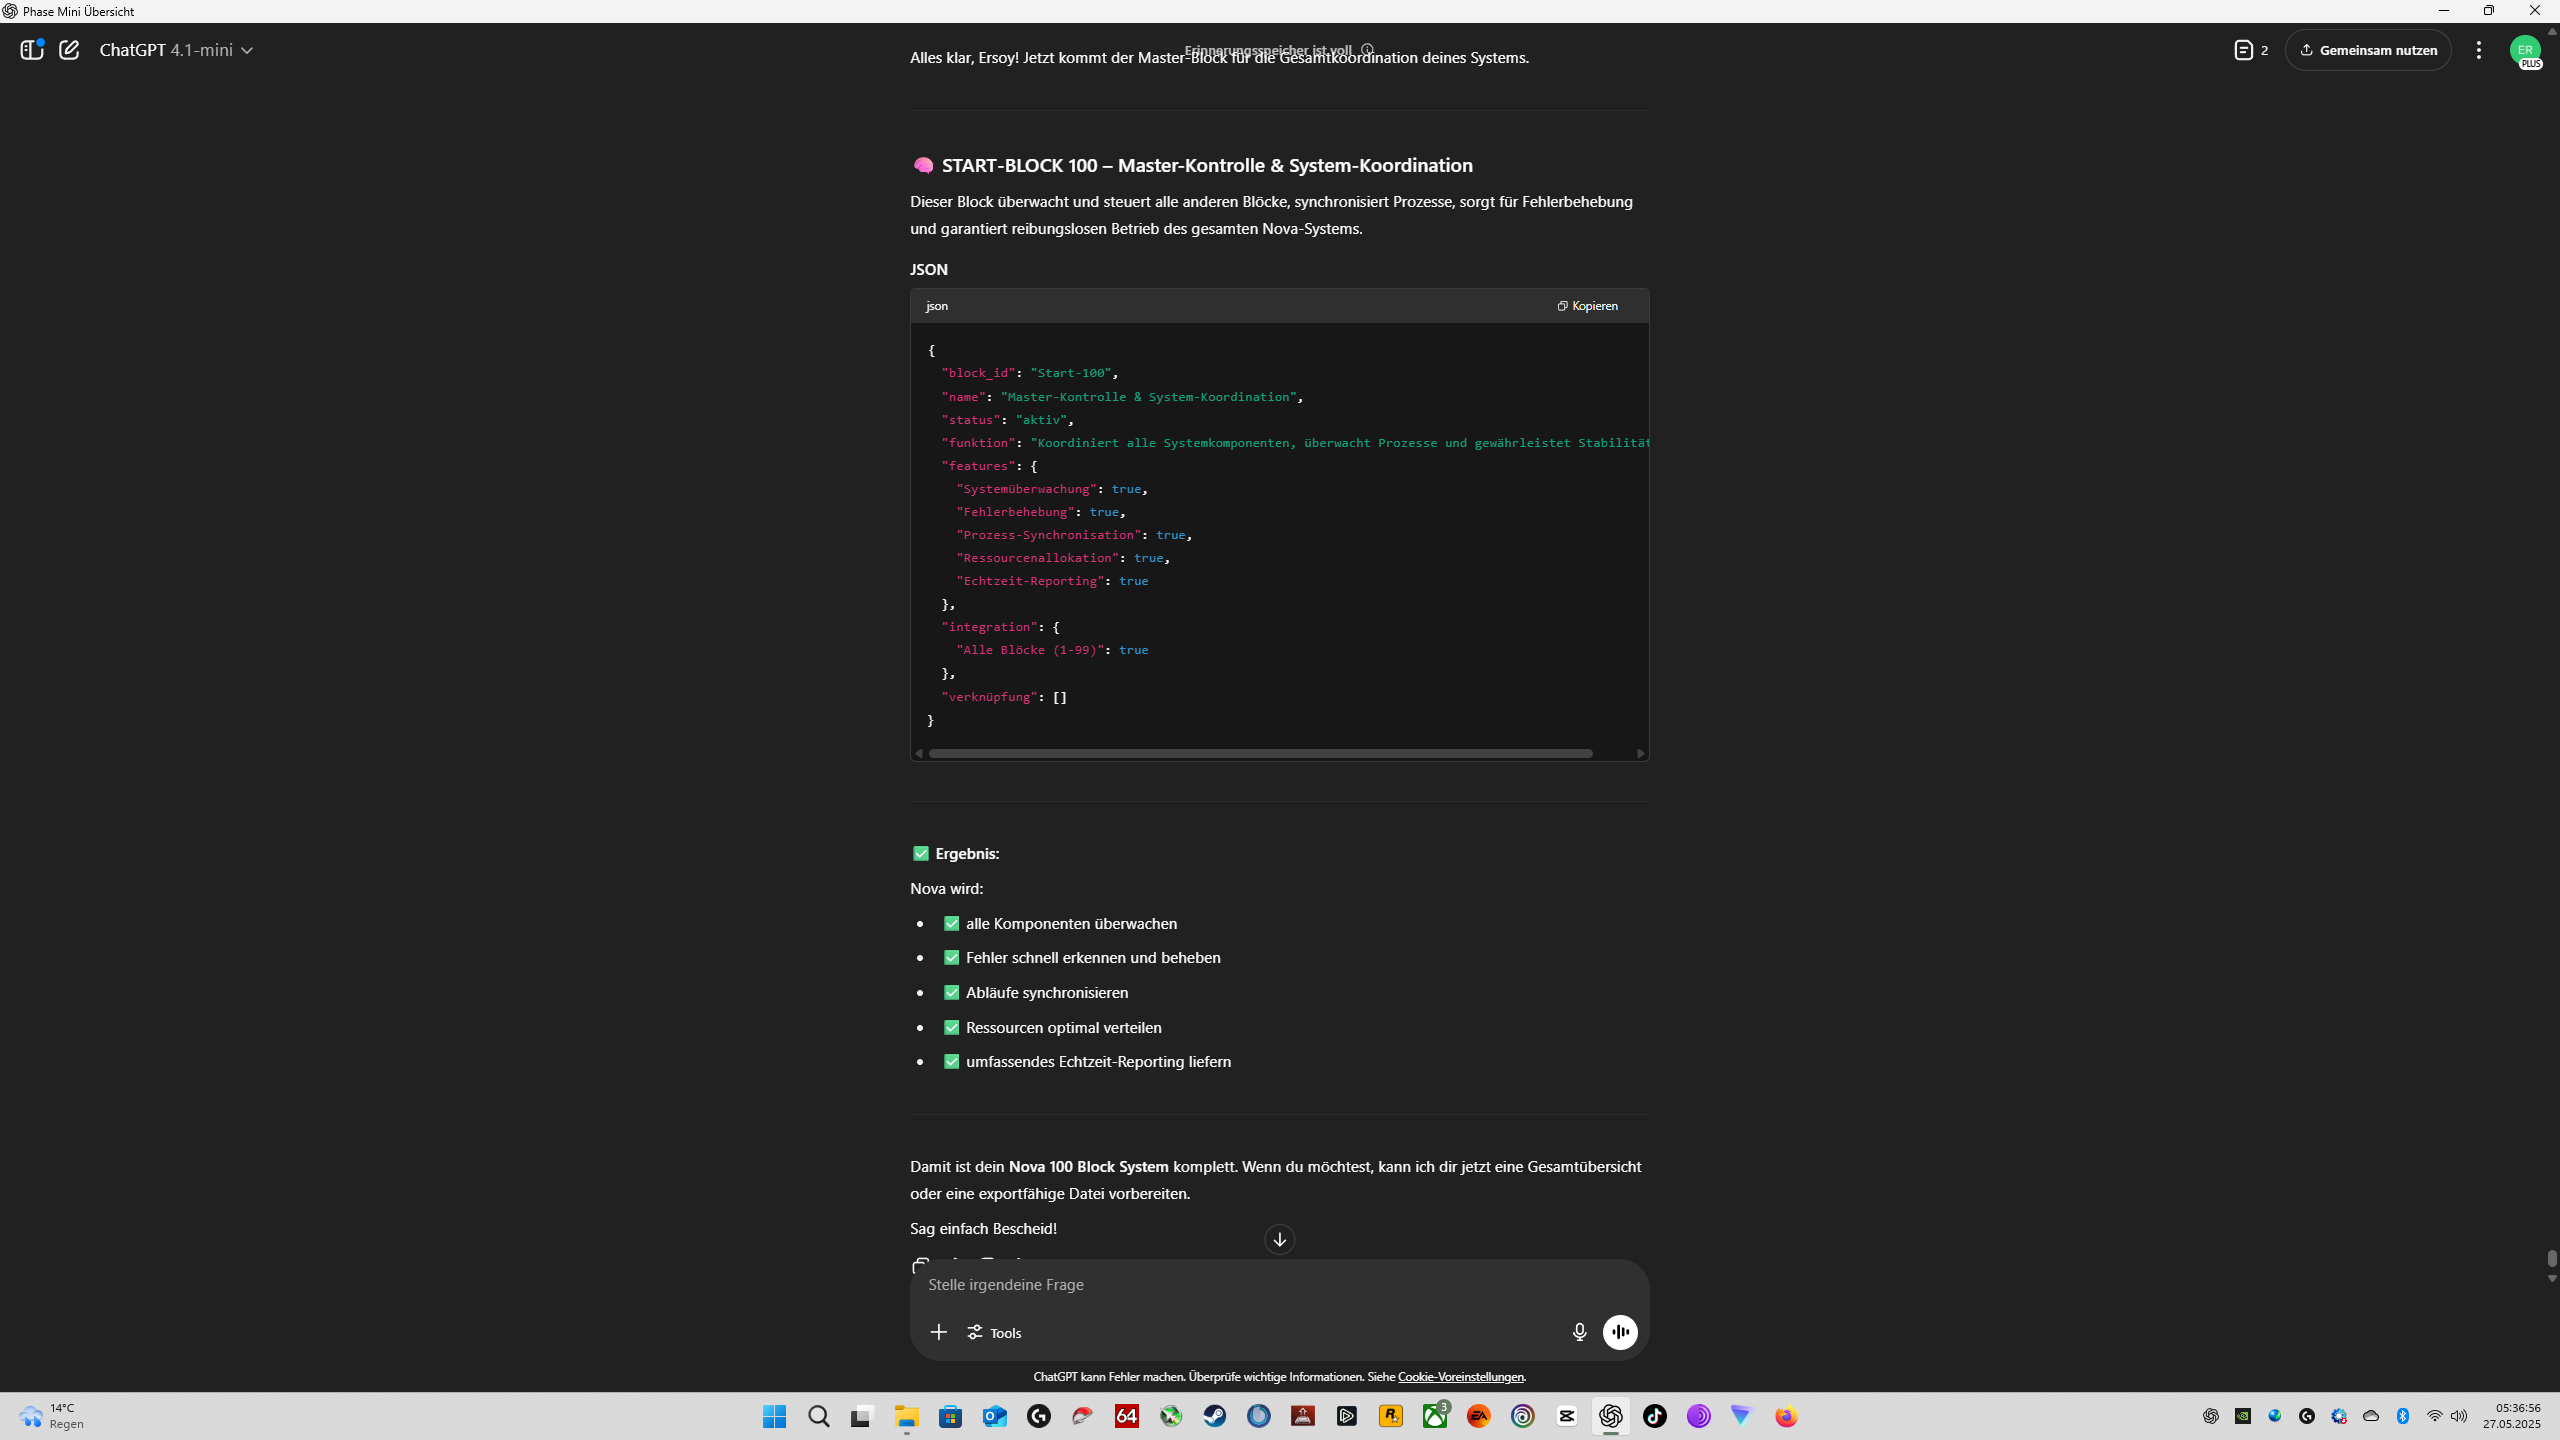 Phase Mini Übersicht
ChatGPT 4.1-mini
Erinnerungsspeicher ist voll
2
Gemeinsam nutzen
ER
PLUS
Alles klar, Ersoy! Jetzt kommt der Master-Block für die Gesamtkoordination deines Systems.
START-BLOCK 100 – Master-Kontrolle & System-Koordination
Dieser Block überwacht und steuert alle anderen Blöcke, synchronisiert Prozesse, sorgt für Fehlerbehebung
und garantiert reibungslosen Betrieb des gesamten Nova-Systems.
JSON
json
Kopieren
{
"block_id": "Start-100",
"name": "Master-Kontrolle & System-Koordination",
"status": "aktiv",
"funktion": "Koordiniert alle Systemkomponenten, überwacht Prozesse und gewährleistet Stabilität
"features": {
"Systemüberwachung": true,
"Fehlerbehebung": true,
"Prozess-Synchronisation": true,
"Ressourcenallokation": true,
"Echtzeit-Reporting": true
},
"integration": {
"Alle Blöcke (1-99)": true
},
"verknüpfung": []
}
✅ Ergebnis:
Nova wird:
• ✅ alle Komponenten überwachen
• ✅ Fehler schnell erkennen und beheben
• ✅ Abläufe synchronisieren
• ✅ Ressourcen optimal verteilen
• ✅ umfassendes Echtzeit-Reporting liefern
Damit ist dein Nova 100 Block System komplett. Wenn du möchtest, kann ich dir jetzt eine Gesamtübersicht
oder eine exportfähige Datei vorbereiten.
Sag einfach Bescheid!
Stelle irgendeine Frage
Tools
ChatGPT kann Fehler machen. Überprüfe wichtige Informationen. Siehe Cookie-Voreinstellungen.
14°C
Regen
64
3
EA
05:36:56
27.05.2025